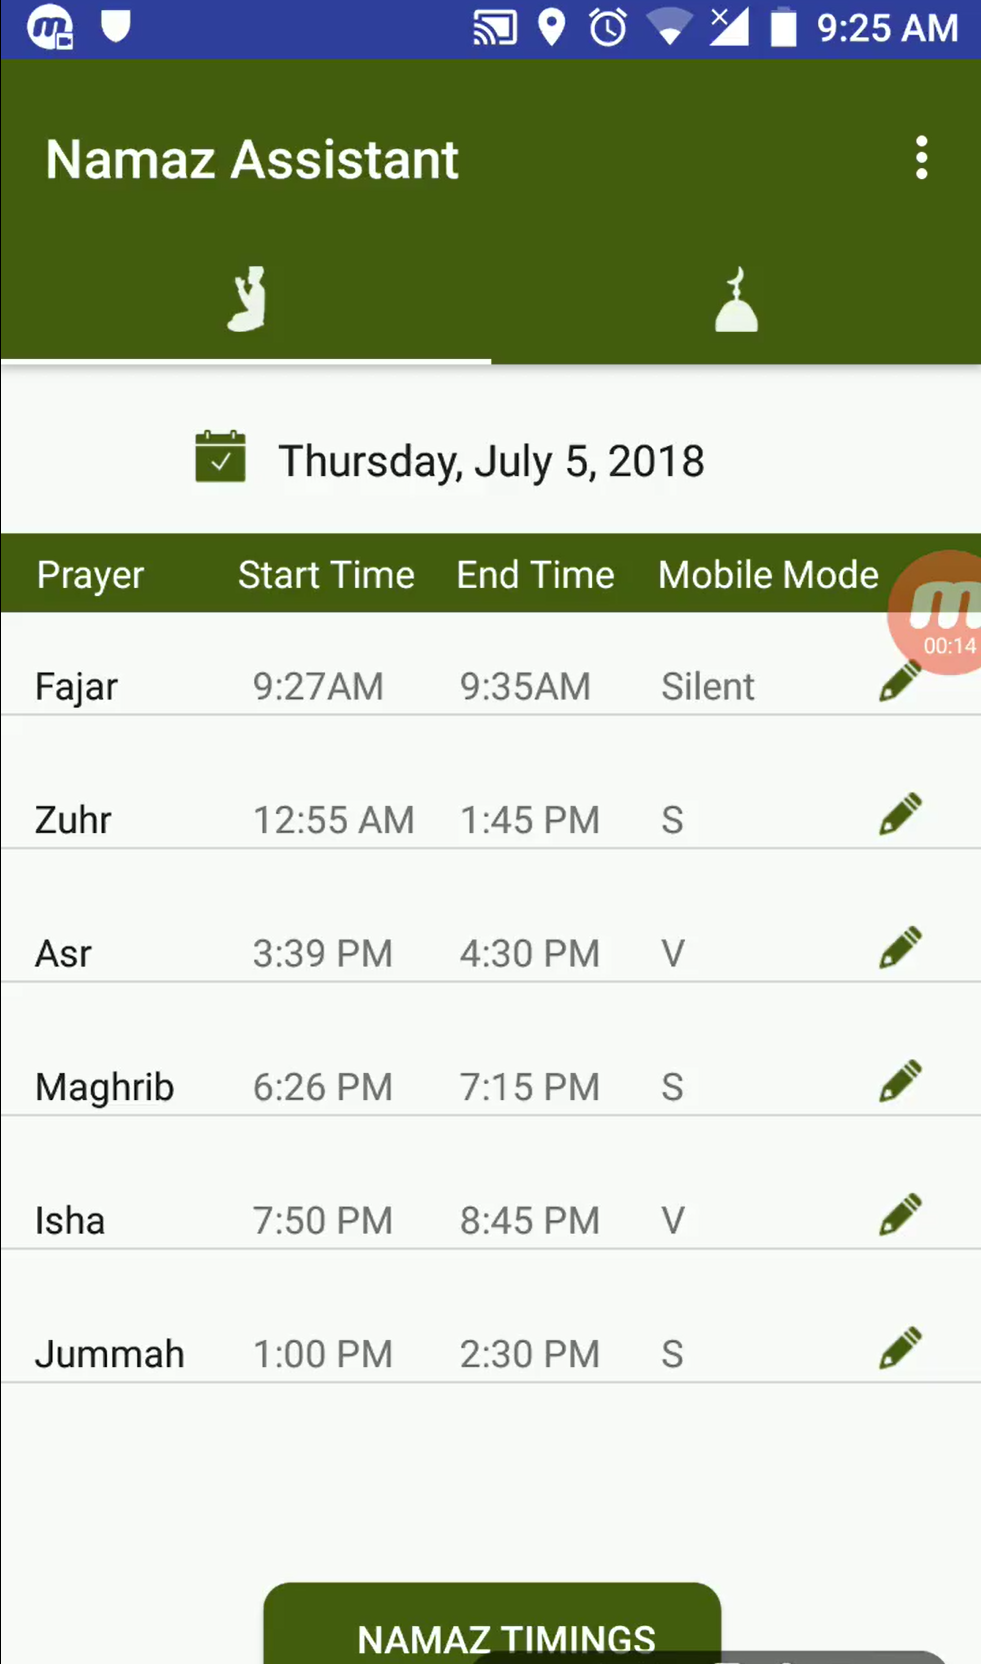 9:25 AM
Namaz Assistant
Thursday, July 5, 2018
Prayer Start Time End Time Mobile Mode
m
00:14
Fajar 9:27AM 9:35AM Silent
Zuhr 12:55 AM 1:45 PM S
Asr 3:39 PM 4:30 PM V
Maghrib 6:26 PM 7:15 PM S
Isha 7:50 PM 8:45 PM V
Jummah 1:00 PM 2:30 PM S
NAMAZ TIMINGS